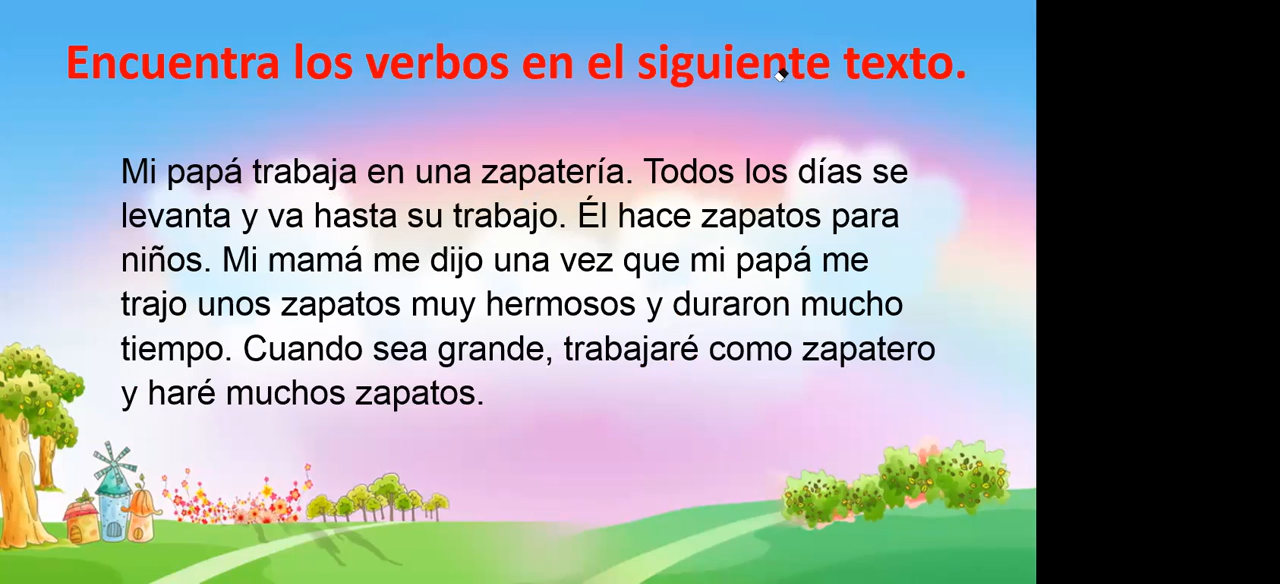 Encuentra los verbos en el siguiente texto.
Mi papá trabaja en una zapatería. Todos los días se
levanta y va hasta su trabajo. Él hace zapatos para
niños. Mi mamá me dijo una vez que mi papá me
trajo unos zapatos muy hermosos y duraron mucho
tiempo. Cuando sea grande, trabajaré como zapatero
y haré muchos zapatos.